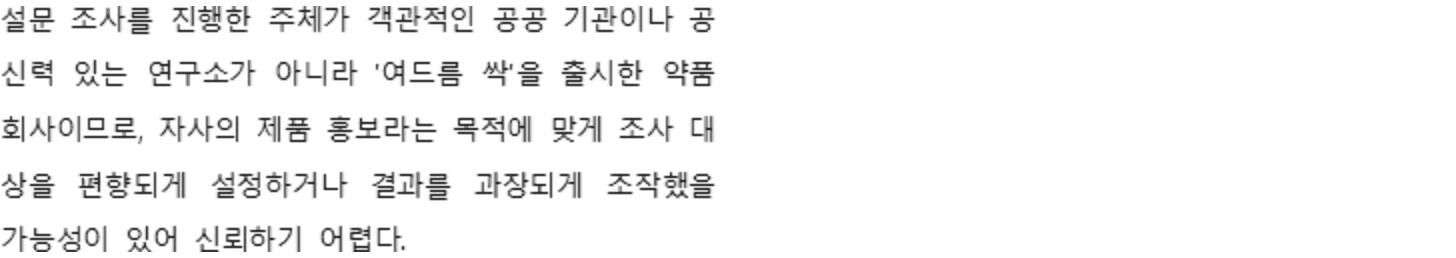 설문 조사를 진행한 주체가 객관적인 공공 기관이나 공
신력 있는 연구소가 아니라 '여드름 싹'을 출시한 약품
회사이므로, 자사의 제품 홍보라는 목적에 맞게 조사 대
상을 편향되게 설정하거나 결과를 과장되게 조작했을
가능성이 있어 신뢰하기 어렵다.